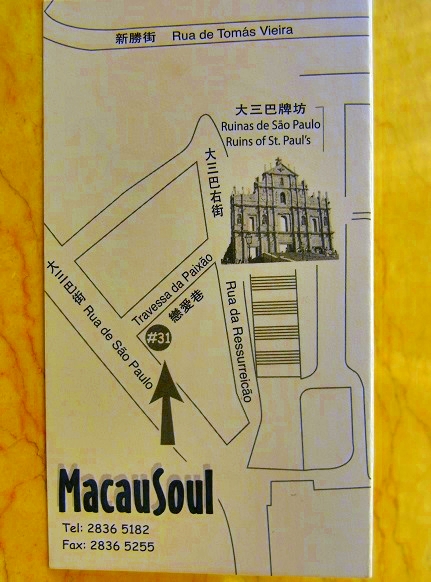 新勝街 Rua de Tomás Vieira
大三巴牌坊
Ruinas de São Paulo
Ruins of St. Paul's
大三巴右街
Travessa da Paixão
戀愛巷
大三巴街 Rua de São Paulo
#31
Rua da Ressurreicão
MacauSoul
Tel: 2836 5182
Fax: 2836 5255